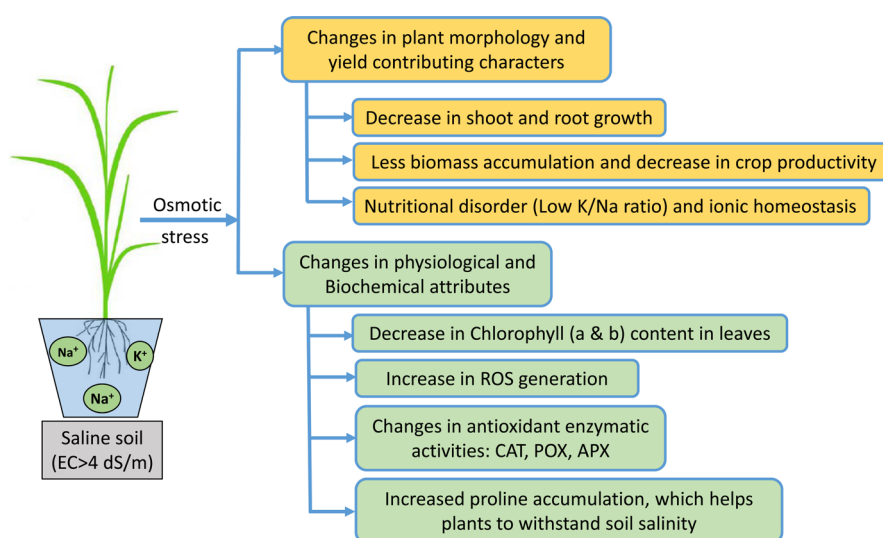 Changes in plant morphology and
yield contributing characters
Decrease in shoot and root growth
Less biomass accumulation and decrease in crop productivity
Nutritional disorder (Low K/Na ratio) and ionic homeostasis
Osmotic
stress
Changes in physiological and
Biochemical attributes
Decrease in Chlorophyll (a & b) content in leaves
Increase in ROS generation
Changes in antioxidant enzymatic
activities: CAT, POX, APX
Increased proline accumulation, which helps
plants to withstand soil salinity
Na⁺
K⁺
Na⁺
Saline soil
(EC>4 dS/m)